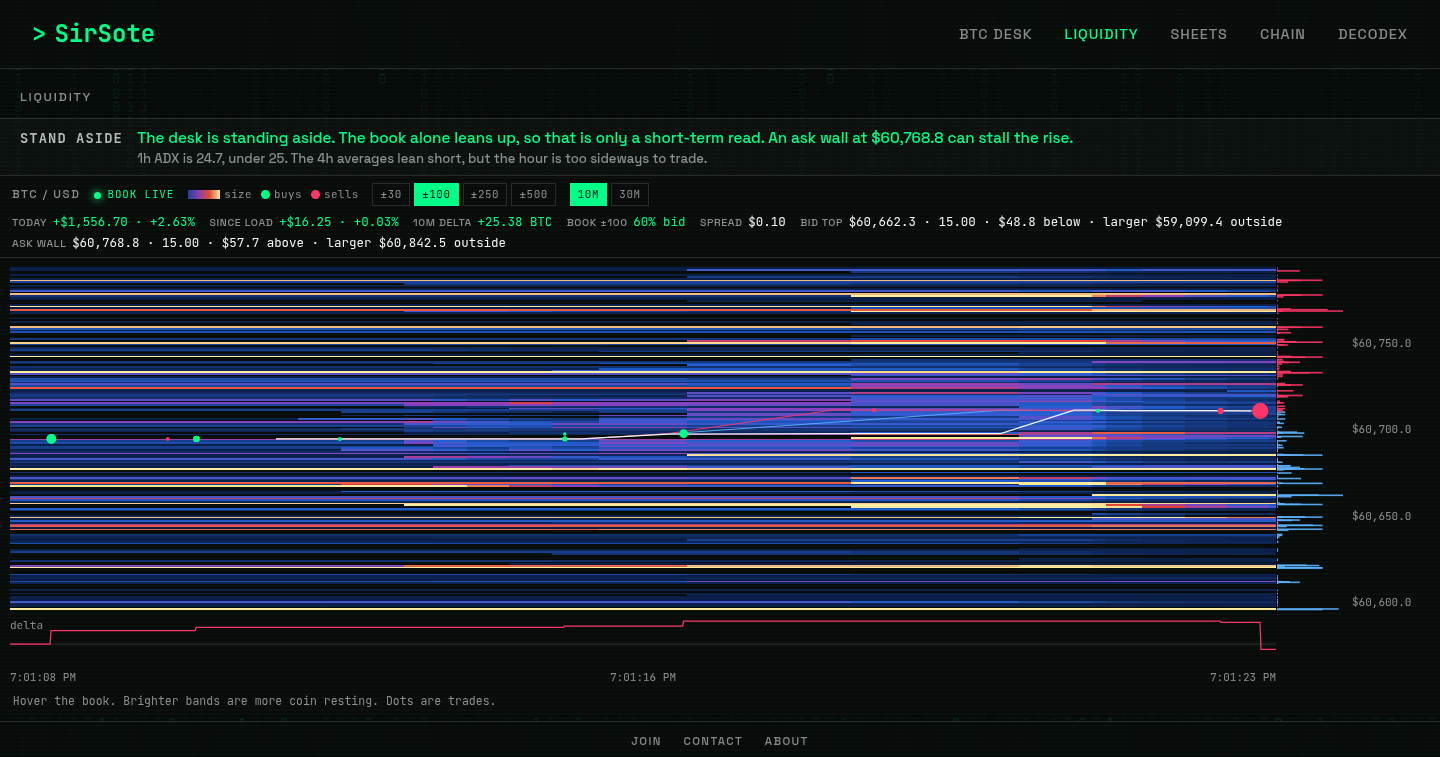 > SirSote
BTC DESK LIQUIDITY SHEETS CHAIN DECODEX
LIQUIDITY
STAND ASIDE The desk is standing aside. The book alone leans up, so that is only a short-term read. An ask wall at $60,768.8 can stall the rise.
1h ADX is 24.7, under 25. The 4h averages lean short, but the hour is too sideways to trade.
BTC / USD BOOK LIVE size buys sells ±30 ±100 ±250 ±500 10M 30M
TODAY +$1,556.70 · +2.63% SINCE LOAD +$16.25 · +0.03% 10M DELTA +25.38 BTC BOOK ±100 60% bid SPREAD $0.10 BID TOP $60,662.3 · 15.00 · $48.8 below · larger $59,099.4 outside
ASK WALL $60,768.8 · 15.00 · $57.7 above · larger $60,842.5 outside
$60,750.0
$60,700.0
$60,650.0
$60,600.0
delta
7:01:08 PM 7:01:16 PM 7:01:23 PM
Hover the book. Brighter bands are more coin resting. Dots are trades.
JOIN CONTACT ABOUT